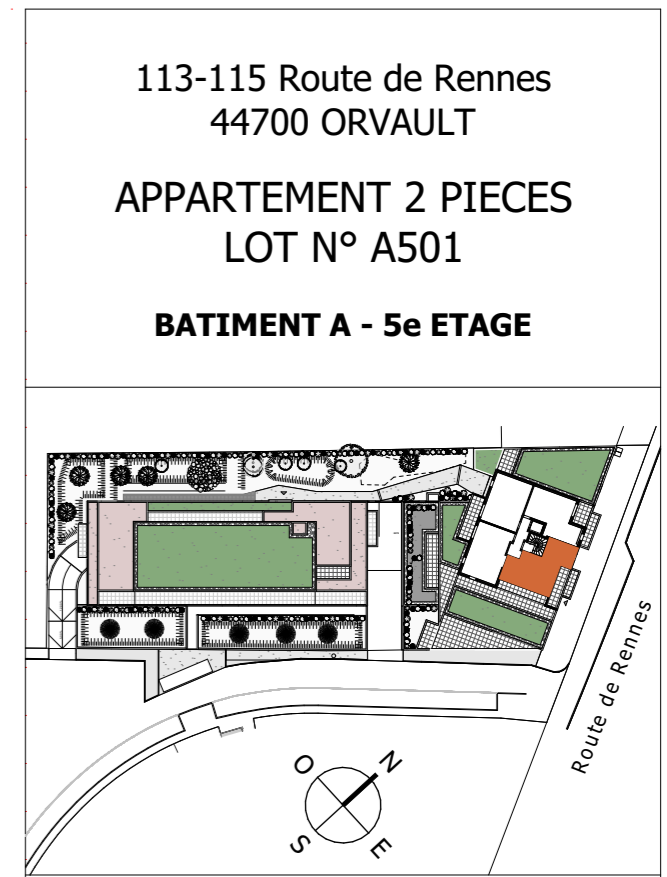 113-115 Route de Rennes
44700 ORVAULT
APPARTEMENT 2 PIECES
LOT N° A501
BATIMENT A - 5e ETAGE
Route de Rennes
O
N
S
E